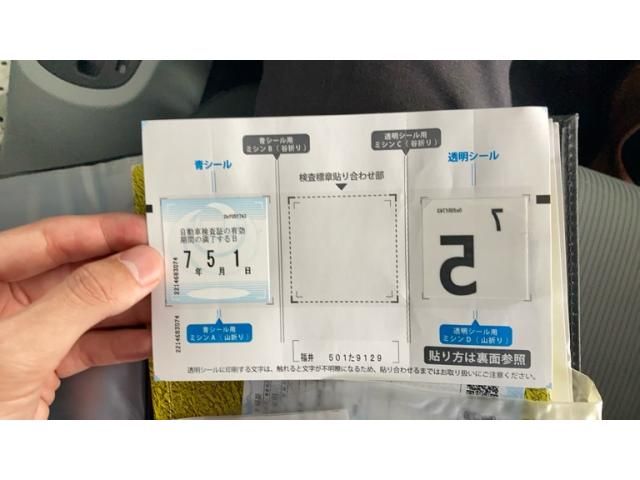 青シール用
ミシンB（谷折り）
透明シール用
ミシンC（谷折り）
青シール
検査標章貼り合わせ部
透明シール
自動車検査証の有効
期間の満了する日
7 5 1
年 月 日
2214683074
7
5
青シール用
ミシンA（山折り）
2214683074
透明シール用
ミシンD（山折り）
福井 501た9129
貼り方は裏面参照
透明シールに印刷する文字は、触れると文字が不明瞭になるため、貼り合わせるまではお取り扱いにご注意ください。